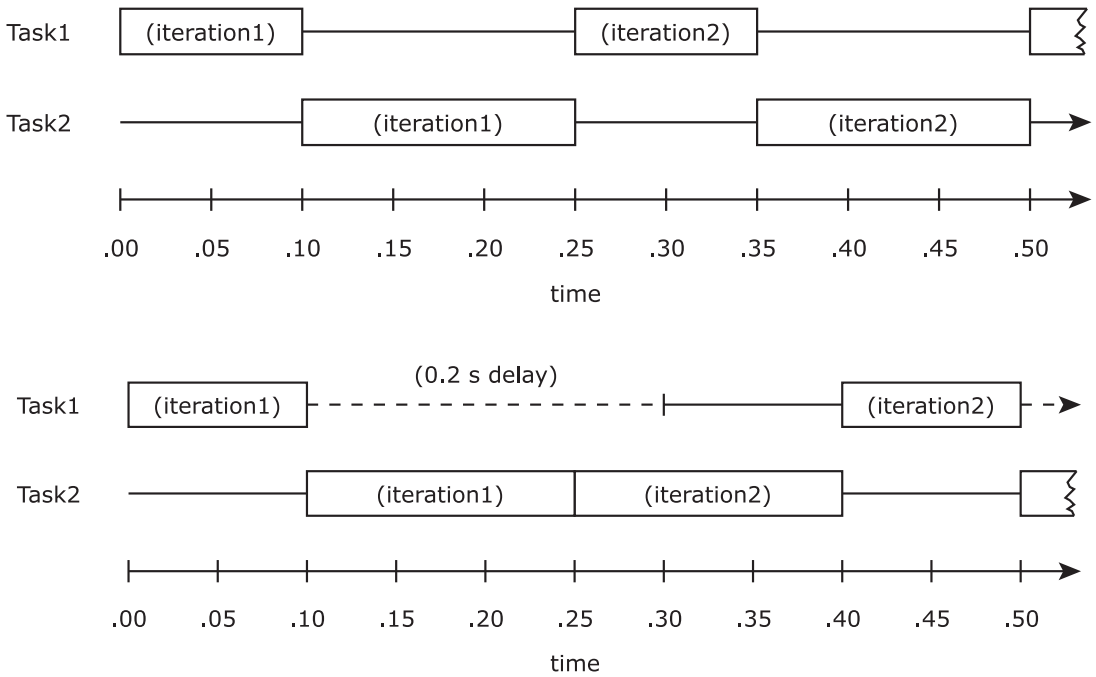 Task1 (iteration1) (iteration2)
Task2 (iteration1) (iteration2)
.00 .05 .10 .15 .20 .25 .30 .35 .40 .45 .50
time
(0.2 s delay)
Task1 (iteration1) (iteration2)
Task2 (iteration1) (iteration2)
.00 .05 .10 .15 .20 .25 .30 .35 .40 .45 .50
time